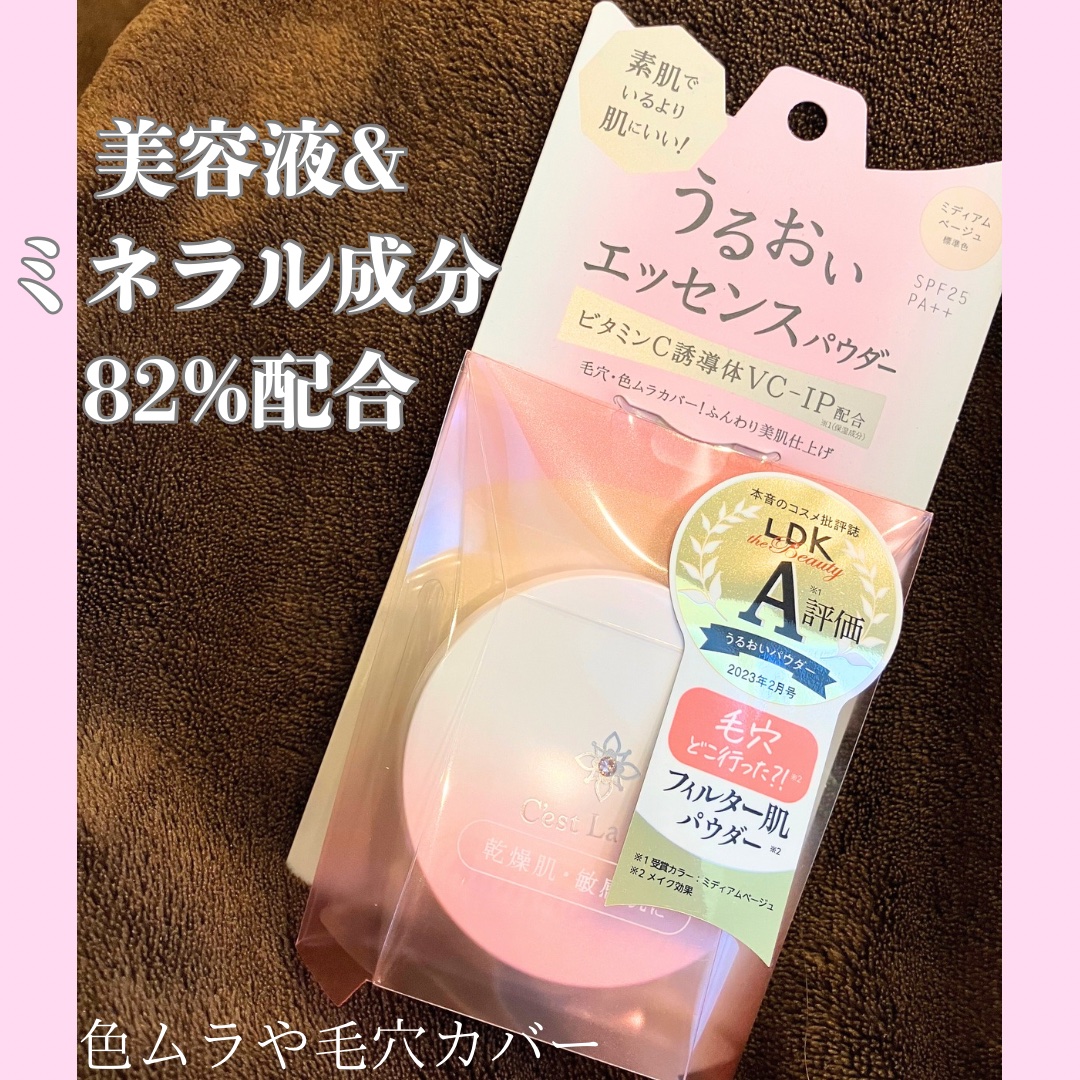 美容液&
ミネラル成分
82%配合
素肌で
いるより
肌にいい!
うるおい
エッセンスパウダー
ミディアム
ベージュ
標準色
SPF25
PA++
ビタミンC誘導体VC-IP配合
※1(保湿成分)
毛穴・色ムラカバー!ふんわり美肌仕上げ
本音のコスメ批評誌
LDK
the Beauty
A※1評価
うるおいパウダー
2023年2月号
毛穴
どこ行った?!※2
フィルター肌
パウダー※2
※1 受賞カラー:ミディアムベージュ
※2 メイク効果
C'est La
乾燥肌・敏感肌に
色ムラや毛穴カバー